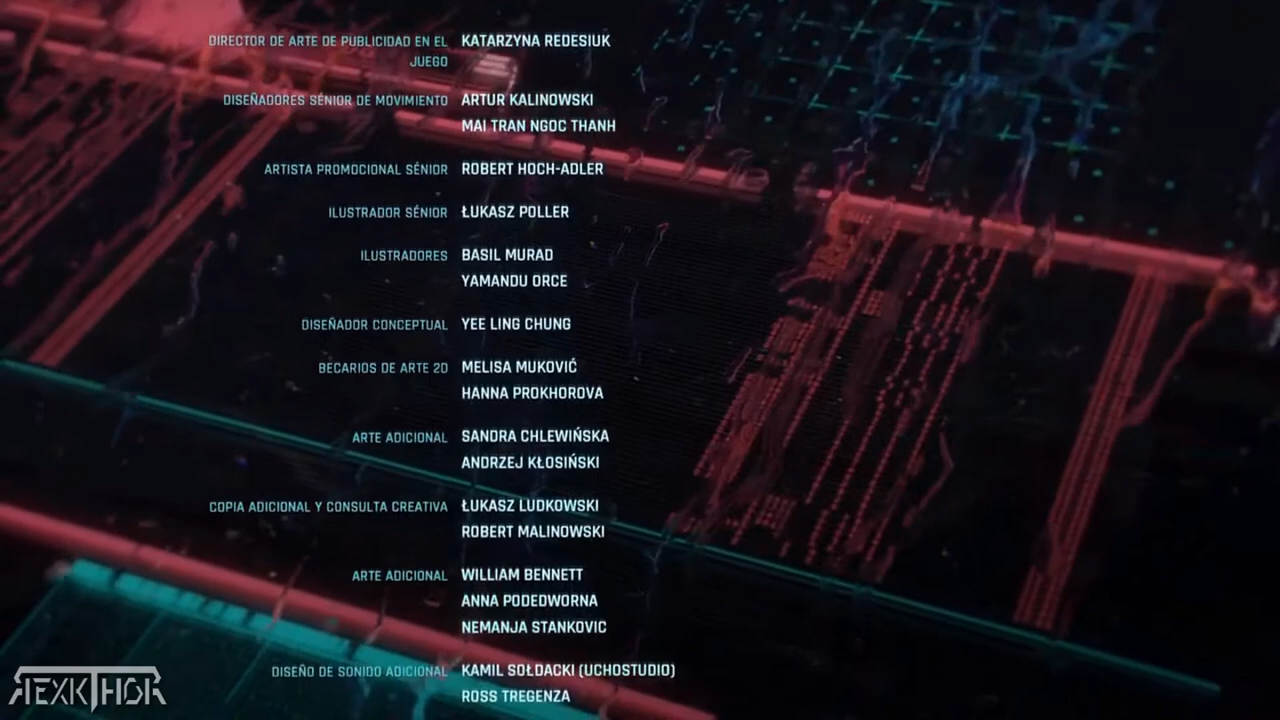 DIRECTOR DE ARTE DE PUBLICIDAD EN EL JUEGO KATARZYNA REDESIUK
DISEÑADORES SÉNIOR DE MOVIMIENTO ARTUR KALINOWSKI
MAI TRAN NGOC THANH
ARTISTA PROMOCIONAL SÉNIOR ROBERT HOCH-ADLER
ILUSTRADOR SÉNIOR ŁUKASZ POLLER
ILUSTRADORES BASIL MURAD
YAMANDU ORCE
DISEÑADOR CONCEPTUAL YEE LING CHUNG
BECARIOS DE ARTE 2D MELISA MUKOVIĆ
HANNA PROKHOROVA
ARTE ADICIONAL SANDRA CHLEWIŃSKA
ANDRZEJ KŁOSIŃSKI
COPIA ADICIONAL Y CONSULTA CREATIVA ŁUKASZ LUDKOWSKI
ROBERT MALINOWSKI
ARTE ADICIONAL WILLIAM BENNETT
ANNA PODEDWORNA
NEMANJA STANKOVIC
DISEÑO DE SONIDO ADICIONAL KAMIL SOŁDACKI (UCHOSTUDIO)
ROSS TREGENZA
REXKTHOR